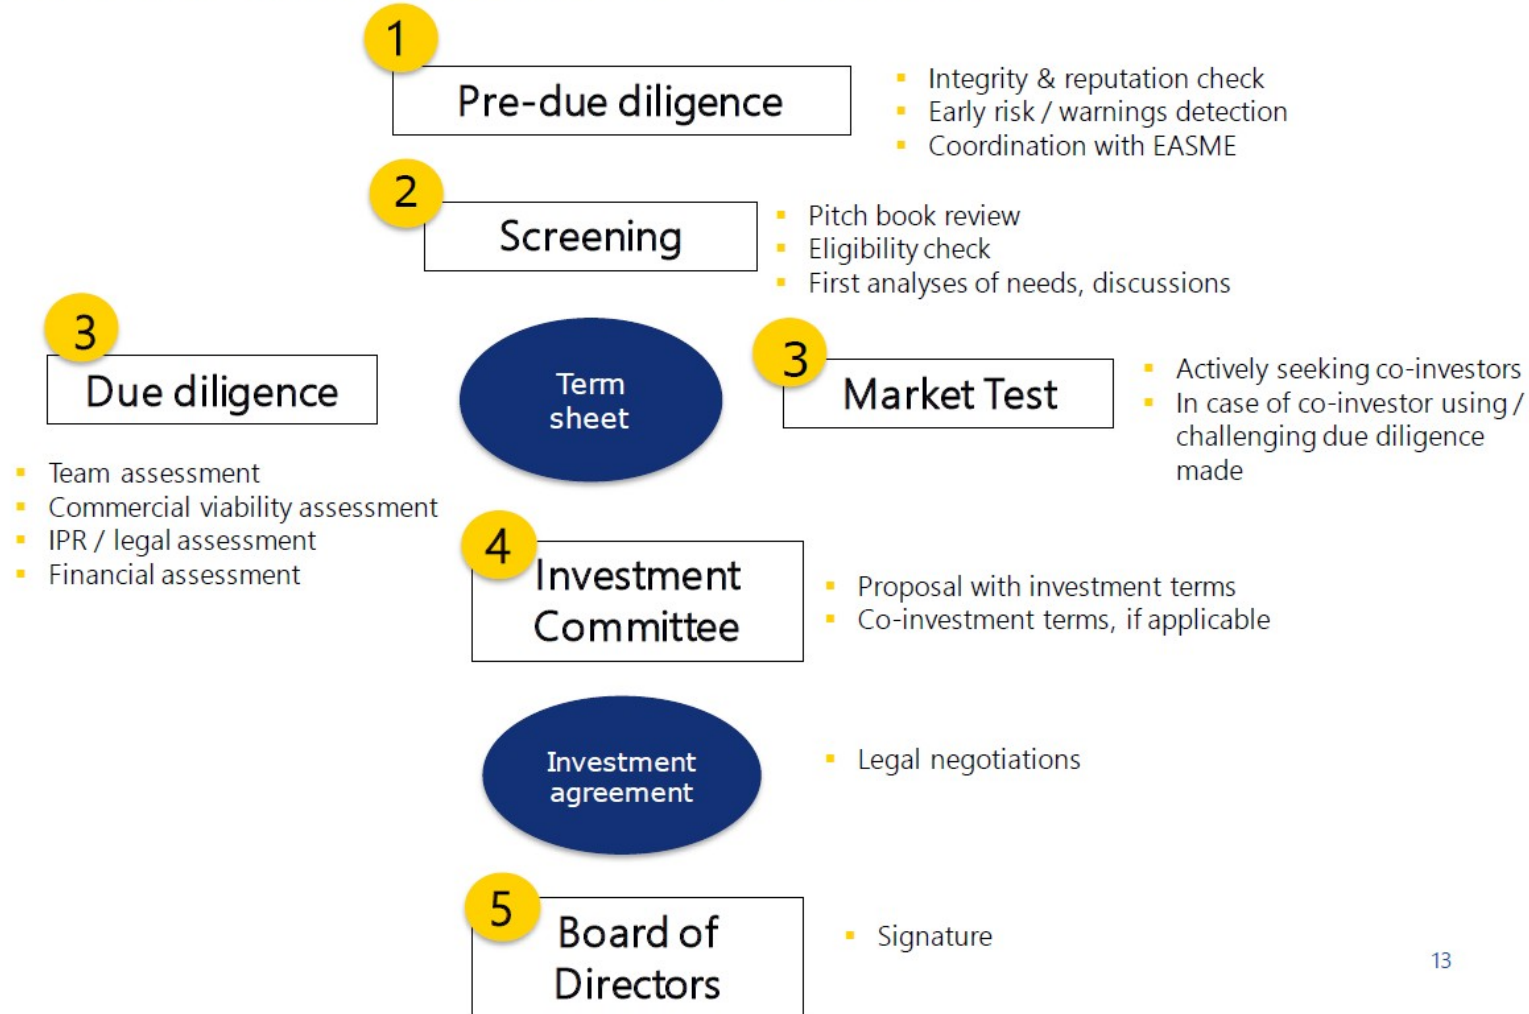 1
Pre-due diligence
Integrity & reputation check
Early risk / warnings detection
Coordination with EASME
2
Screening
Pitch book review
Eligibility check
First analyses of needs, discussions
3
Due diligence
Team assessment
Commercial viability assessment
IPR / legal assessment
Financial assessment
Term
sheet
3
Market Test
Actively seeking co-investors
In case of co-investor using /
challenging due diligence
made
4
Investment
Committee
Proposal with investment terms
Co-investment terms, if applicable
Investment
agreement
Legal negotiations
5
Board of
Directors
Signature
13